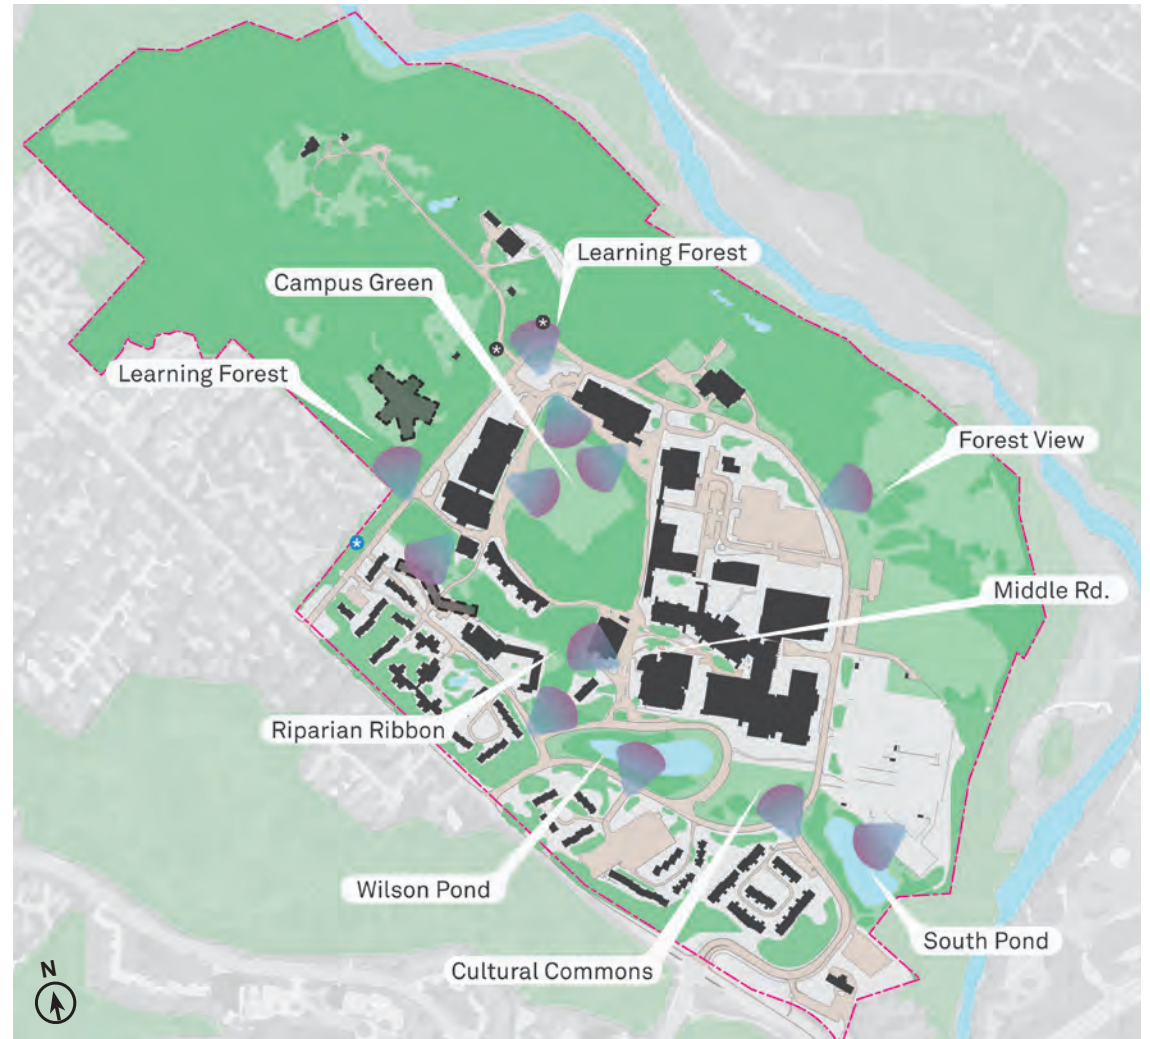 Learning Forest
Campus Green
Learning Forest
Forest View
Middle Rd.
Riparian Ribbon
Wilson Pond
South Pond
Cultural Commons
N